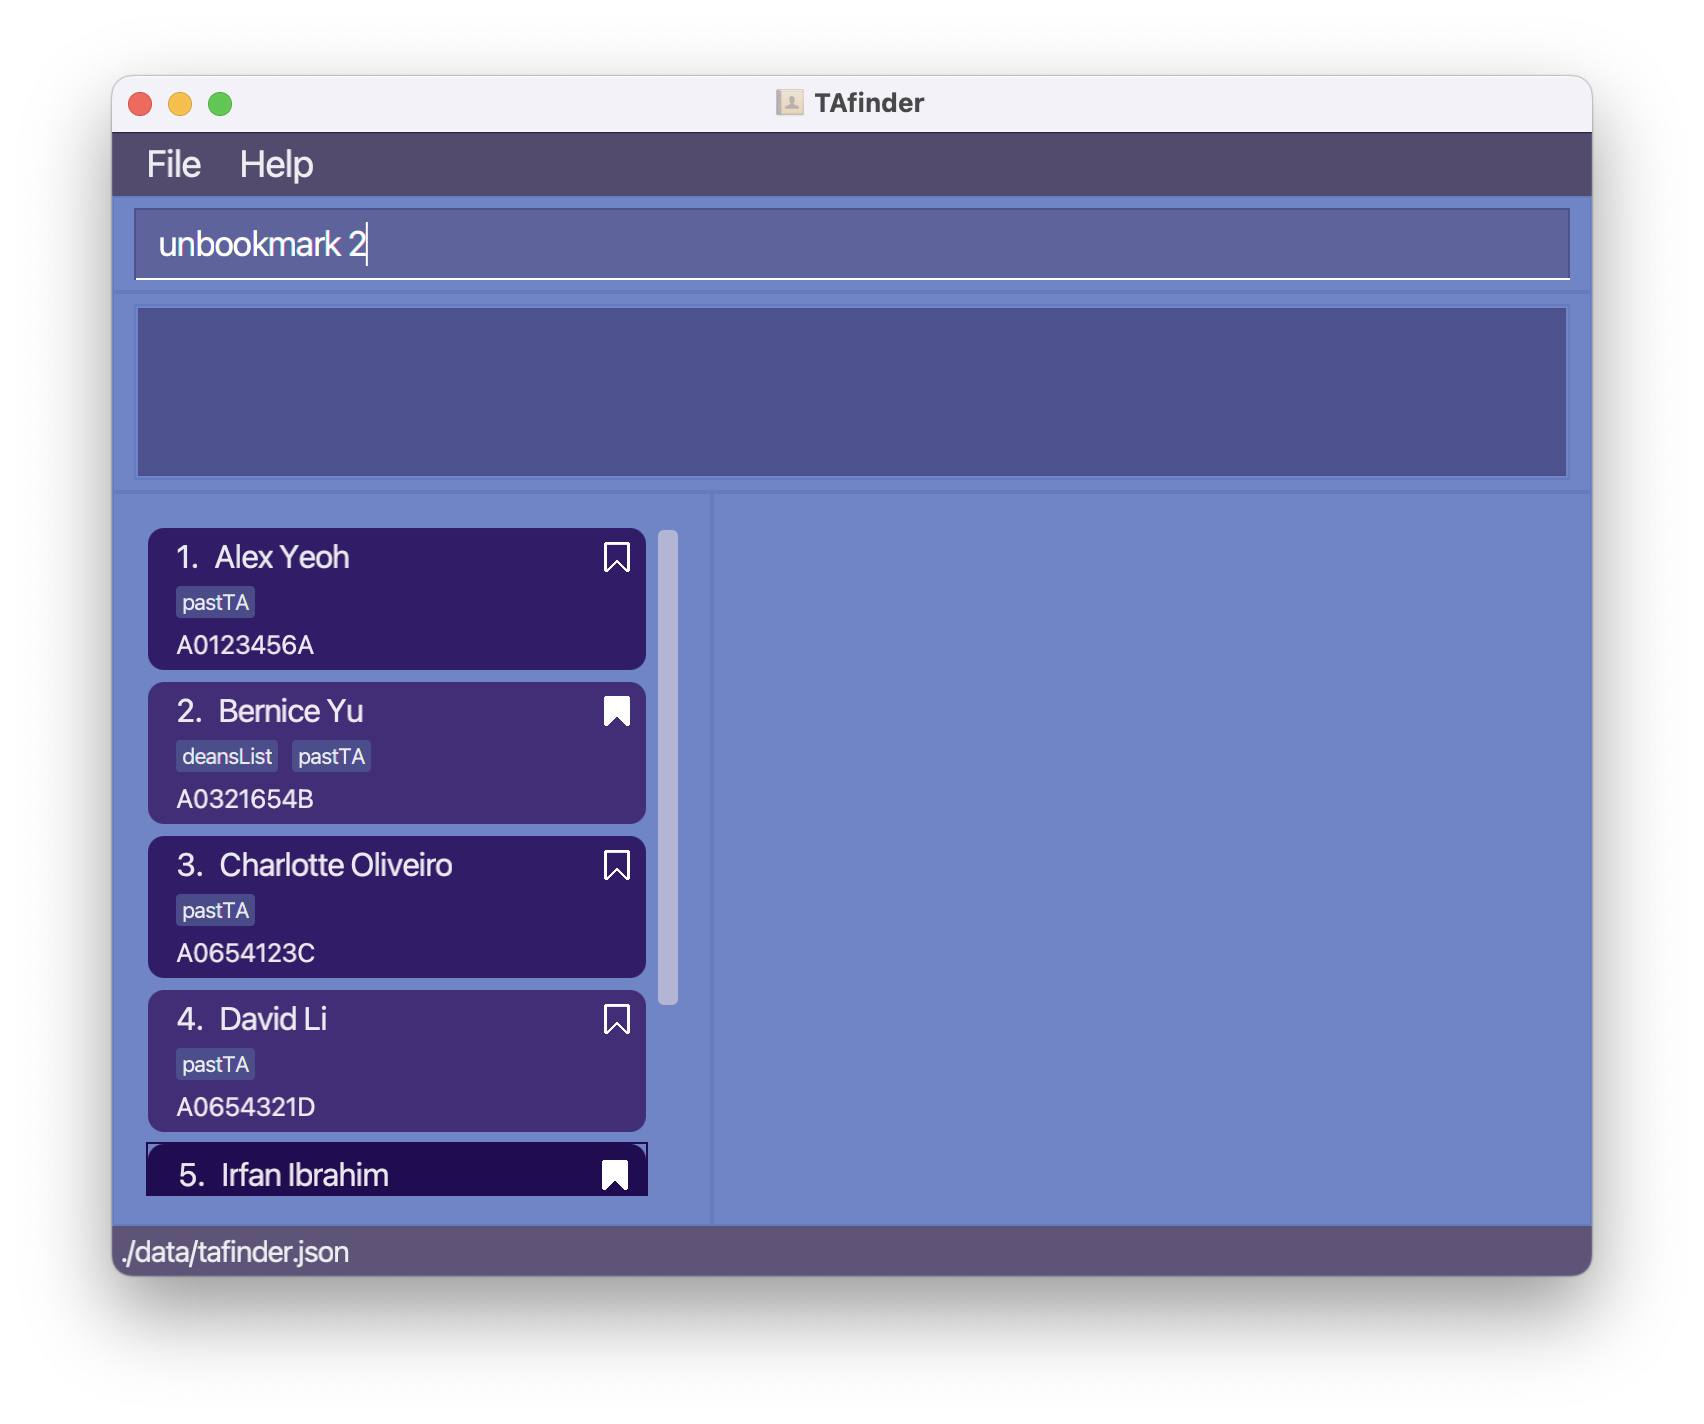 TAfinder
File Help
unbookmark 2
1. Alex Yeoh
pastTA
A0123456A
2. Bernice Yu
deansList pastTA
A0321654B
3. Charlotte Oliveiro
pastTA
A0654123C
4. David Li
pastTA
A0654321D
5. Irfan Ibrahim
./data/tafinder.json